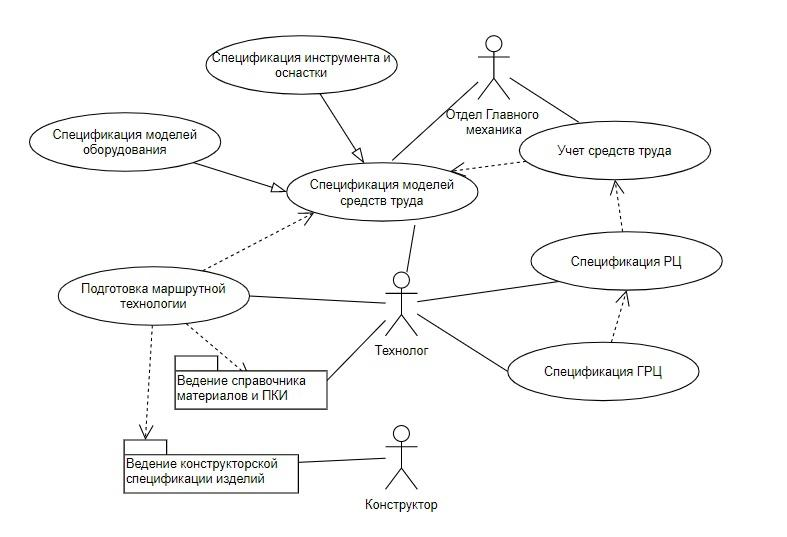 Спецификация инструмента и
оснастки
Отдел Главного
механика
Спецификация моделей
оборудования
Учет средств труда
Спецификация моделей
средств труда
Спецификация РЦ
Подготовка маршрутной
технологии
Технолог
Спецификация ГРЦ
Ведение справочника
материалов и ПКИ
Ведение конструкторской
спецификации изделий
Конструктор